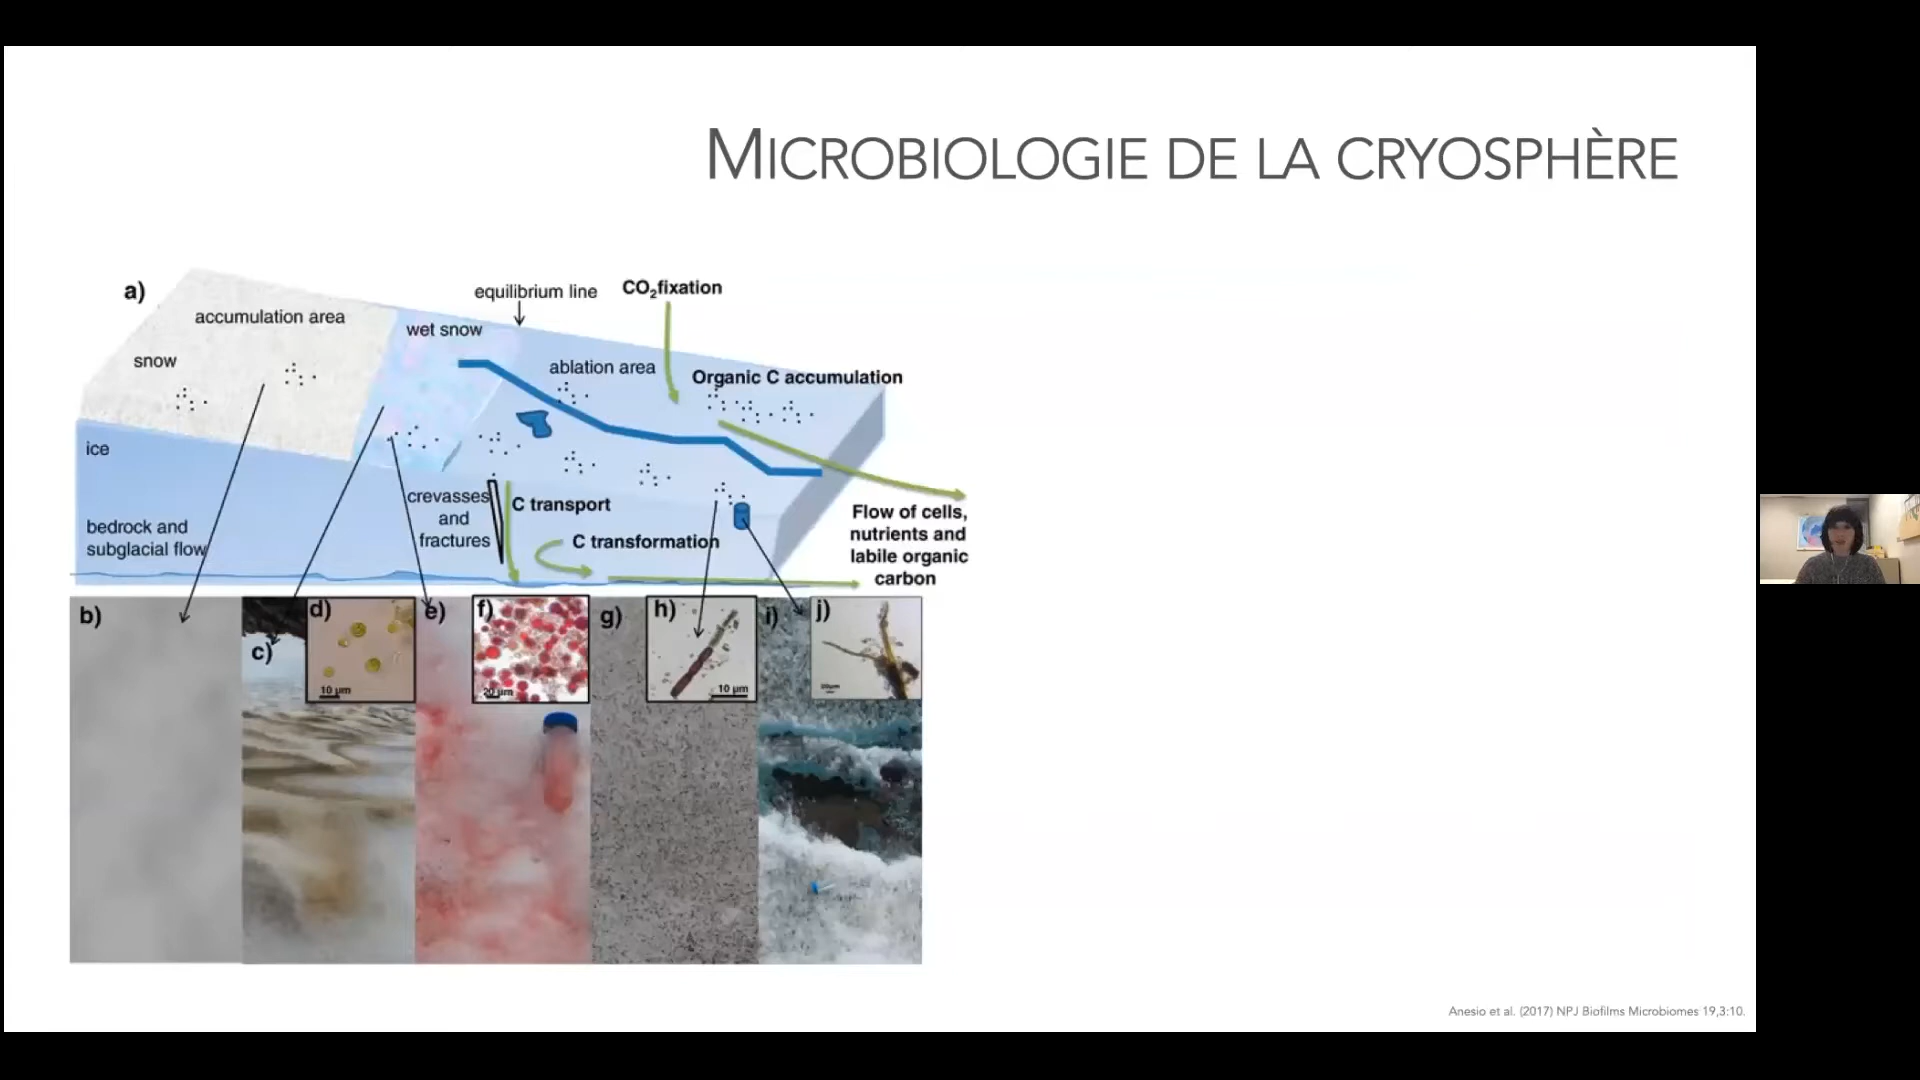 MICROBIOLOGIE DE LA CRYOSPHÈRE
a)
equilibrium line
CO2fixation
accumulation area
wet snow
snow
ablation area
Organic C accumulation
ice
crevasses
and
fractures
C transport
bedrock and
subglacial flow
C transformation
Flow of cells,
nutrients and
labile organic
carbon
b)
c)
d)
10 µm
e)
f)
20 µm
g)
h)
10 µm
i)
j)
Anesio et al. (2017) NPJ Biofilms Microbiomes 19,3:10.